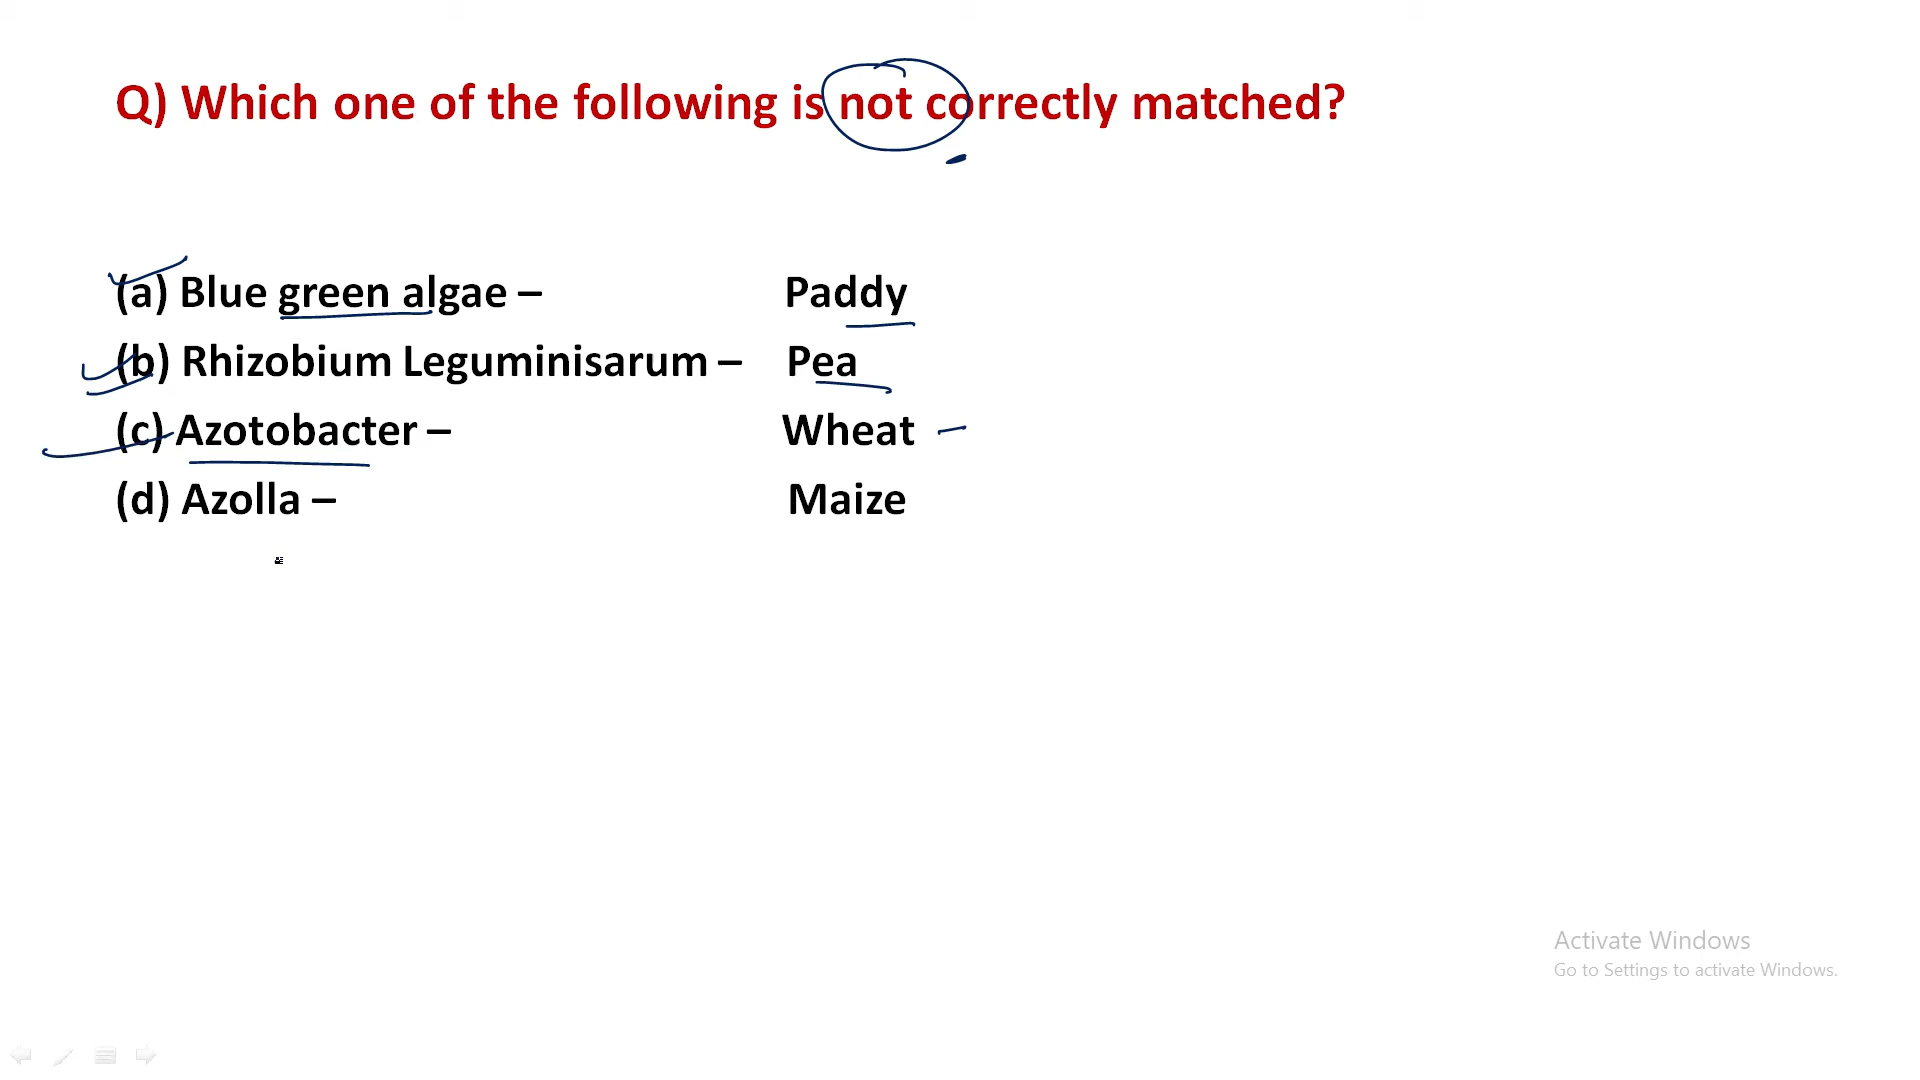 Q) Which one of the following is not correctly matched?
(a) Blue green algae – Paddy
(b) Rhizobium Leguminisarum – Pea
(c) Azotobacter – Wheat
(d) Azolla – Maize
Activate Windows
Go to Settings to activate Windows.